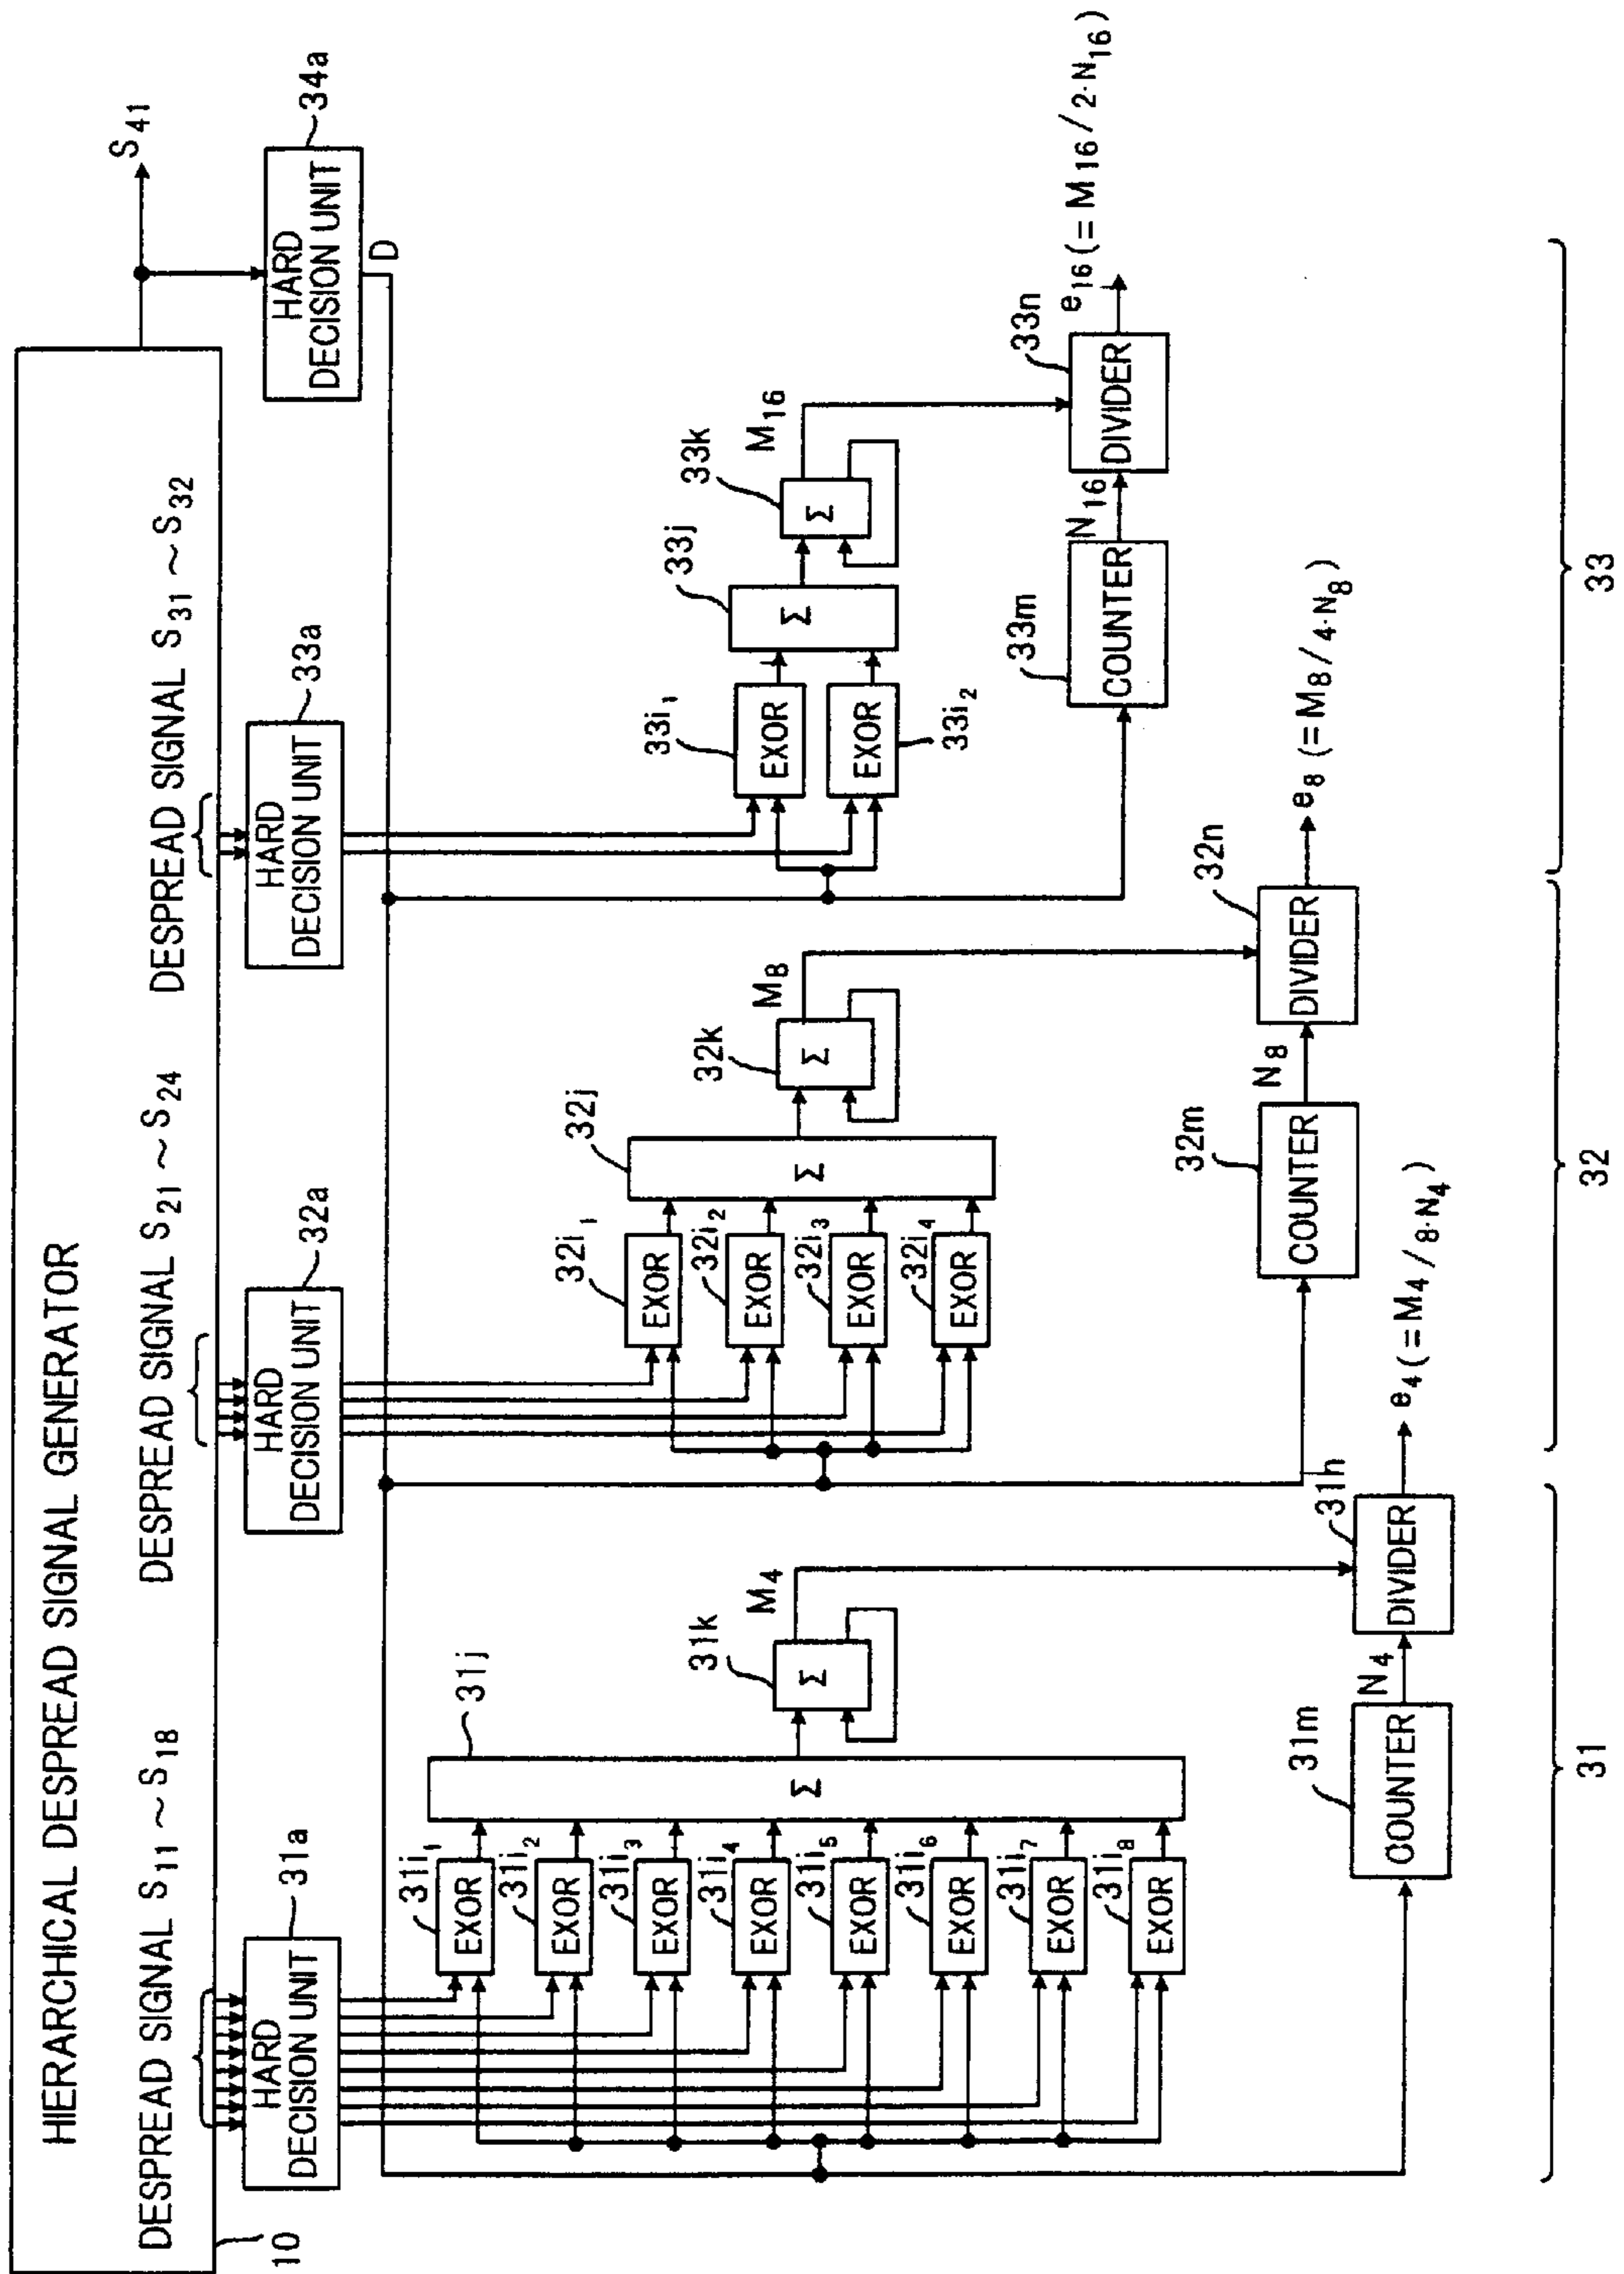 HIERARCHICAL DESPREAD SIGNAL GENERATOR
10
DESPREAD SIGNAL S11 ~ S18
DESPREAD SIGNAL S21 ~ S24
DESPREAD SIGNAL S31 ~ S32
S41
31a
HARD
DECISION UNIT
32a
HARD
DECISION UNIT
33a
HARD
DECISION UNIT
34a
HARD
DECISION UNIT
D
31i1
EXOR
31i2
EXOR
31i3
EXOR
31i4
EXOR
31i5
EXOR
31i6
EXOR
31i7
EXOR
31i8
EXOR
31j
Σ
31k
Σ
M4
31m
COUNTER
N4
31h
DIVIDER
e4 (= M4 / 8·N4)
31
32i1
EXOR
32i2
EXOR
32i3
EXOR
32i4
EXOR
32j
Σ
32k
Σ
M8
32m
COUNTER
N8
32n
DIVIDER
e8 (= M8 / 4·N8)
32
33i1
EXOR
33i2
EXOR
33j
Σ
33k
Σ
M16
33m
COUNTER
N16
33n
DIVIDER
e16 (= M16 / 2·N16)
33